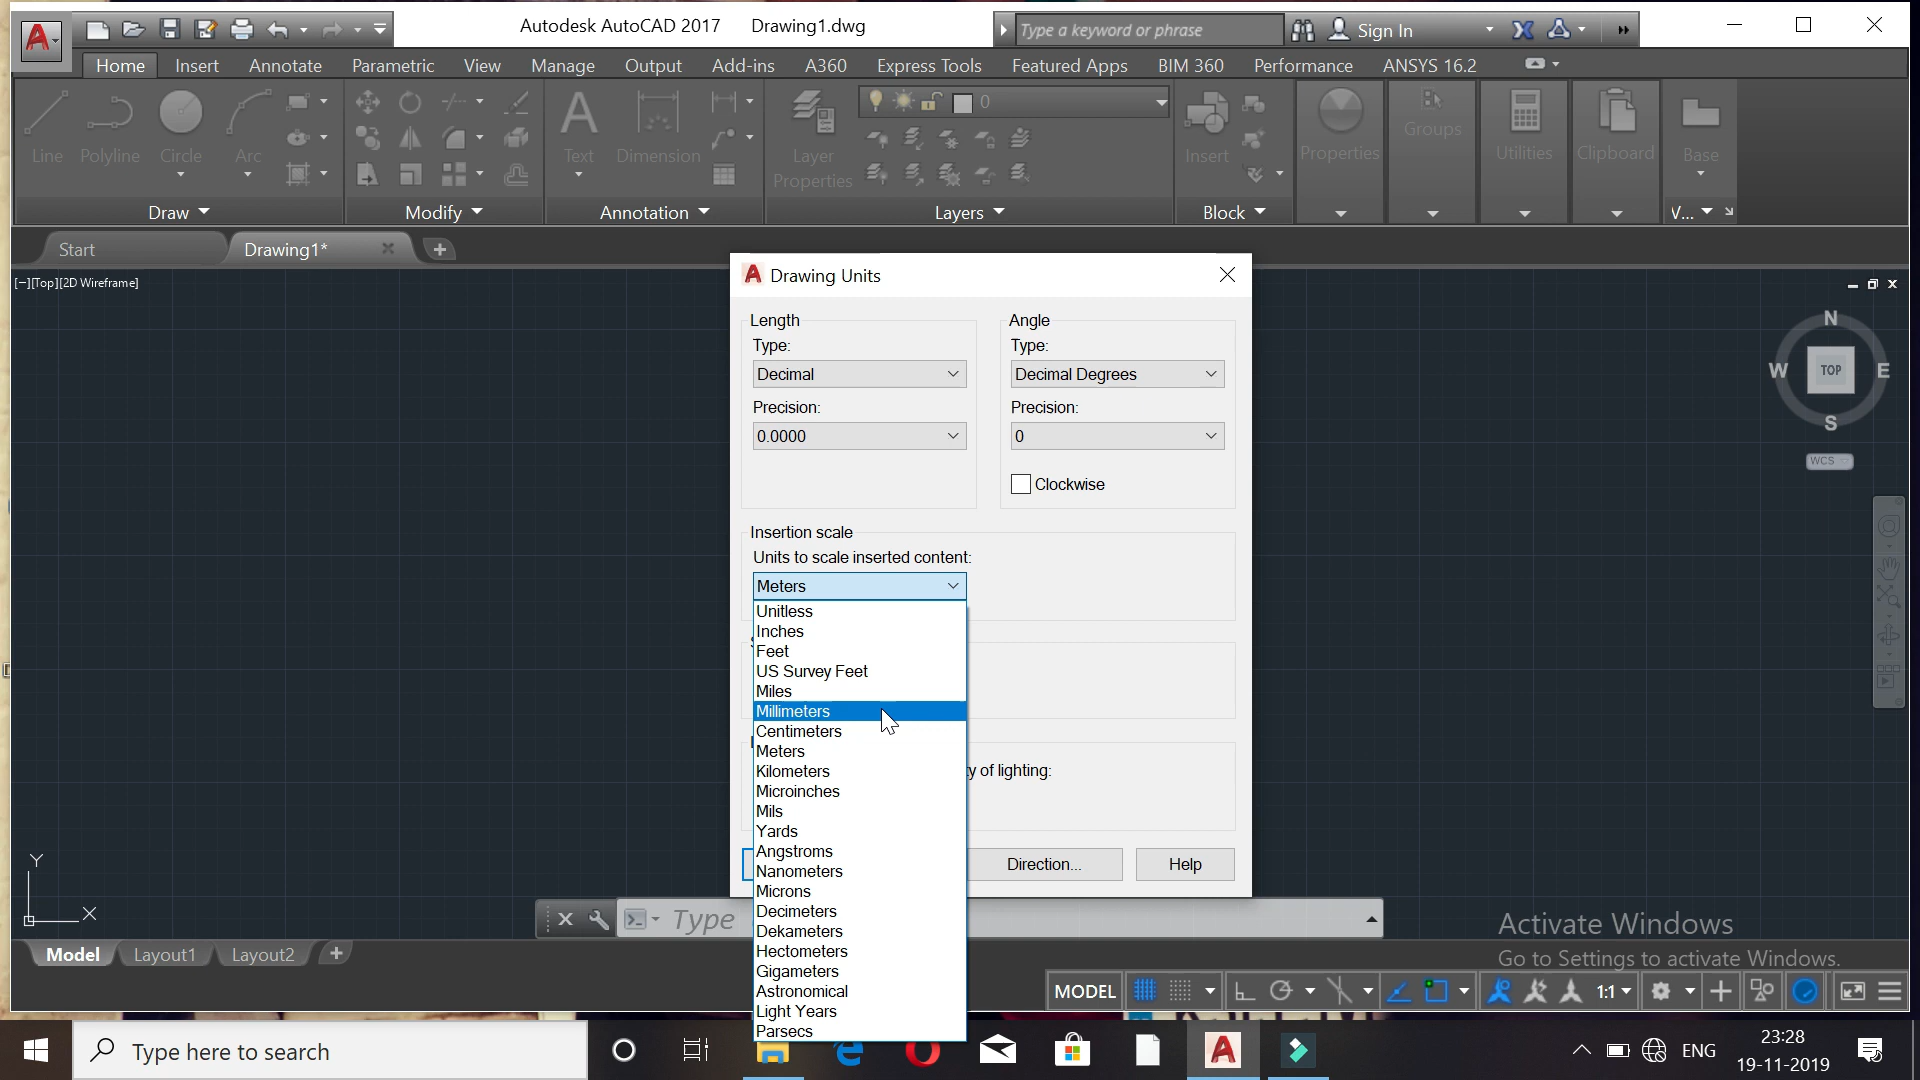 Autodesk AutoCAD 2017 Drawing1.dwg
Type a keyword or phrase
Sign In
Home Insert Annotate Parametric View Manage Output Add-ins A360 Express Tools Featured Apps BIM 360 Performance ANSYS 16.2
Line Polyline Circle Arc
Text Dimension
Layer
Properties
0
Insert
Properties
Groups
Utilities
Clipboard
Base
Draw Modify Annotation Layers Block V...
Start Drawing1*
[−][Top][2D Wireframe]
N
W TOP E
S
WCS
Drawing Units
Length
Type:
Decimal
Precision:
0.0000
Angle
Type:
Decimal Degrees
Precision:
0
Clockwise
Insertion scale
Units to scale inserted content:
Meters
Unitless
Inches
Feet
US Survey Feet
Miles
Millimeters
Centimeters
Meters
Kilometers
Microinches
Mils
Yards
Angstroms
Nanometers
Microns
Decimeters
Dekameters
Hectometers
Gigameters
Astronomical
Light Years
Parsecs
of lighting:
Direction... Help
Y
X
Type
Activate Windows
Go to Settings to activate Windows.
Model Layout1 Layout2
MODEL 1:1
Type here to search
ENG
23:28
19-11-2019